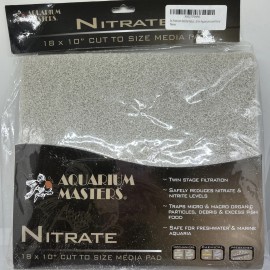 AQUARIUM
MASTERS
NITRATE
18 x 10" CUT TO SIZE MEDIA PAD
AQUARIUM
MASTERS
NITRATE
18 x 10" CUT TO SIZE MEDIA PAD
- TWIN STAGE FILTRATION
- SAFELY REDUCES NITRATE &
NITRITE LEVELS
- TRAPS MICRO & MACRO ORGANIC
PARTICLES, DEBRIS & EXCESS FISH
FOOD
- SAFE FOR FRESHWATER & MARINE
AQUARIA